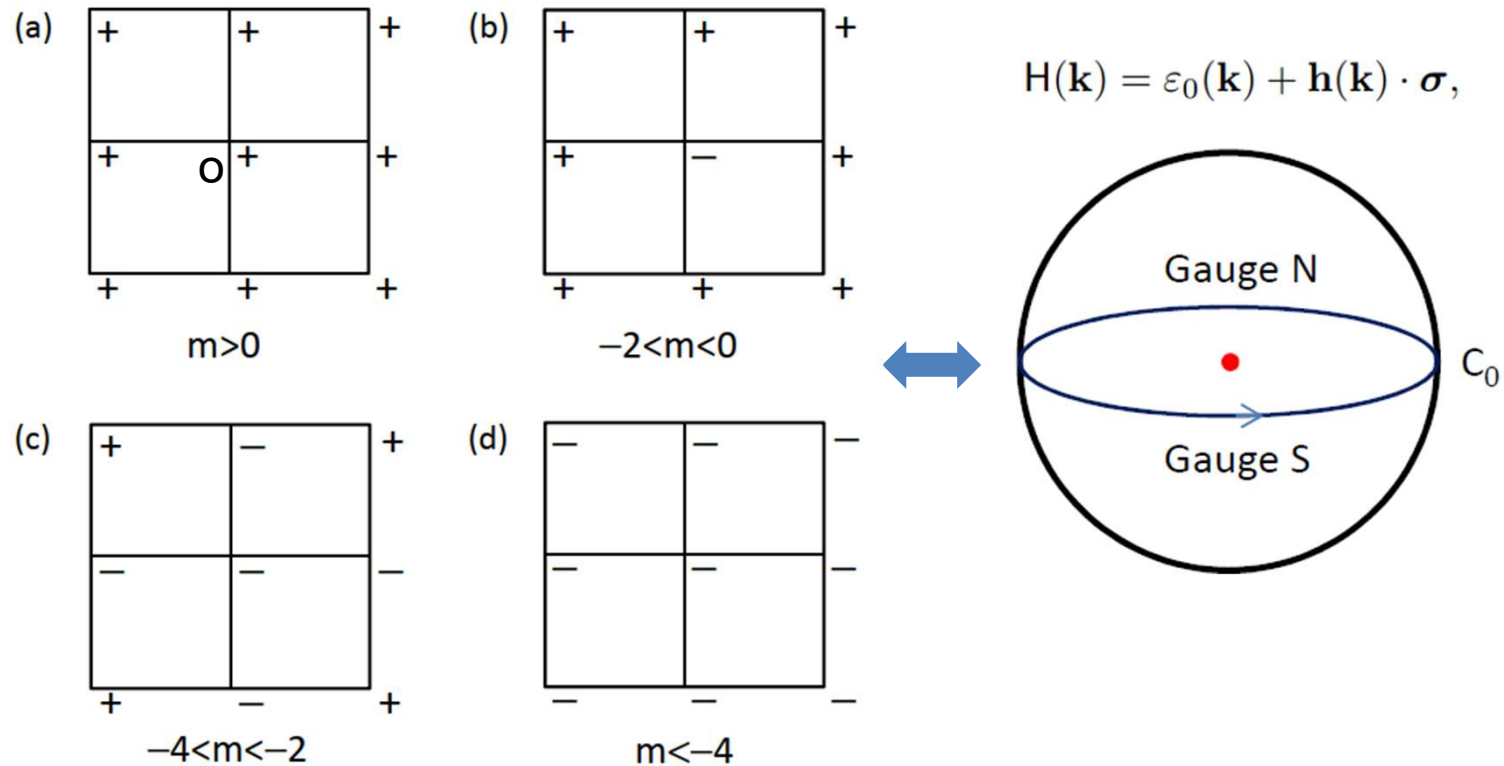 (a)
+ + +
+ O + +
+ + +
m>0
(b)
+ + +
+ − +
+ + +
−2<m<0
(c)
+ − +
− − −
+ − +
−4<m<−2
(d)
− − −
− − −
− − −
m<−4
H(k) = ε₀(k) + h(k) · σ,
Gauge N
C₀
Gauge S